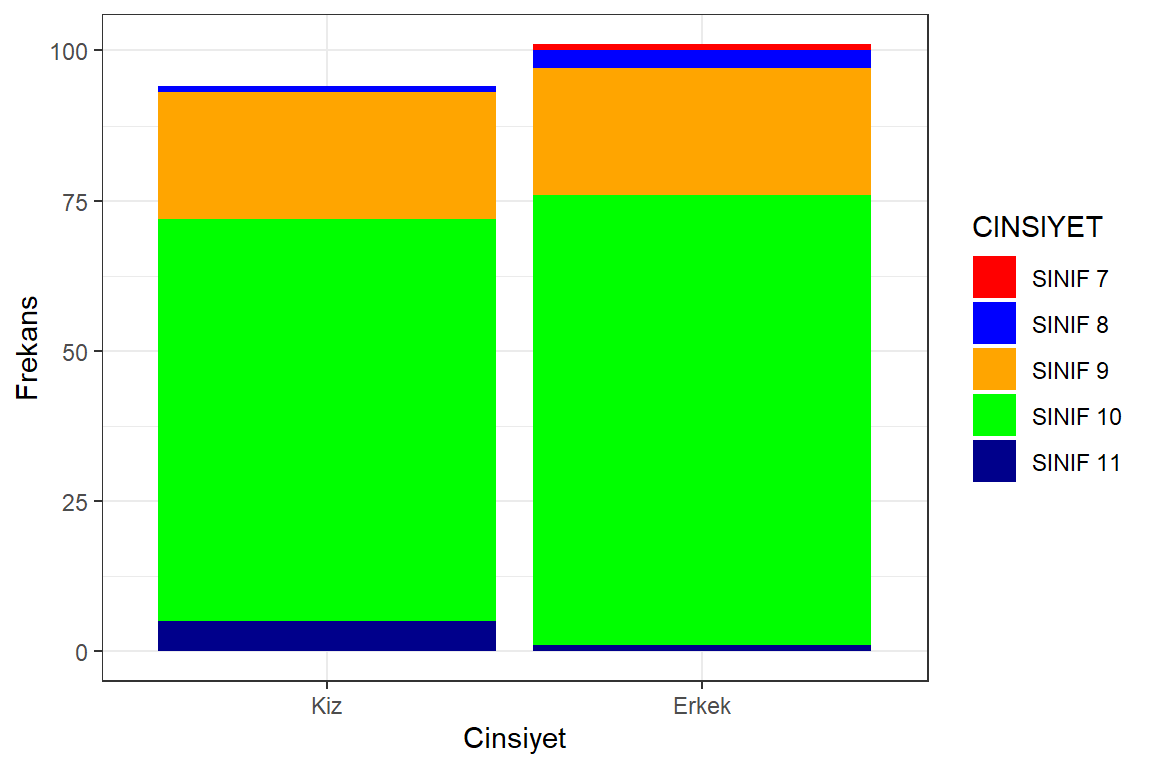 Frekans
100
75
50
25
0
Kiz
Erkek
Cinsiyet
CINSIYET
SINIF 7
SINIF 8
SINIF 9
SINIF 10
SINIF 11